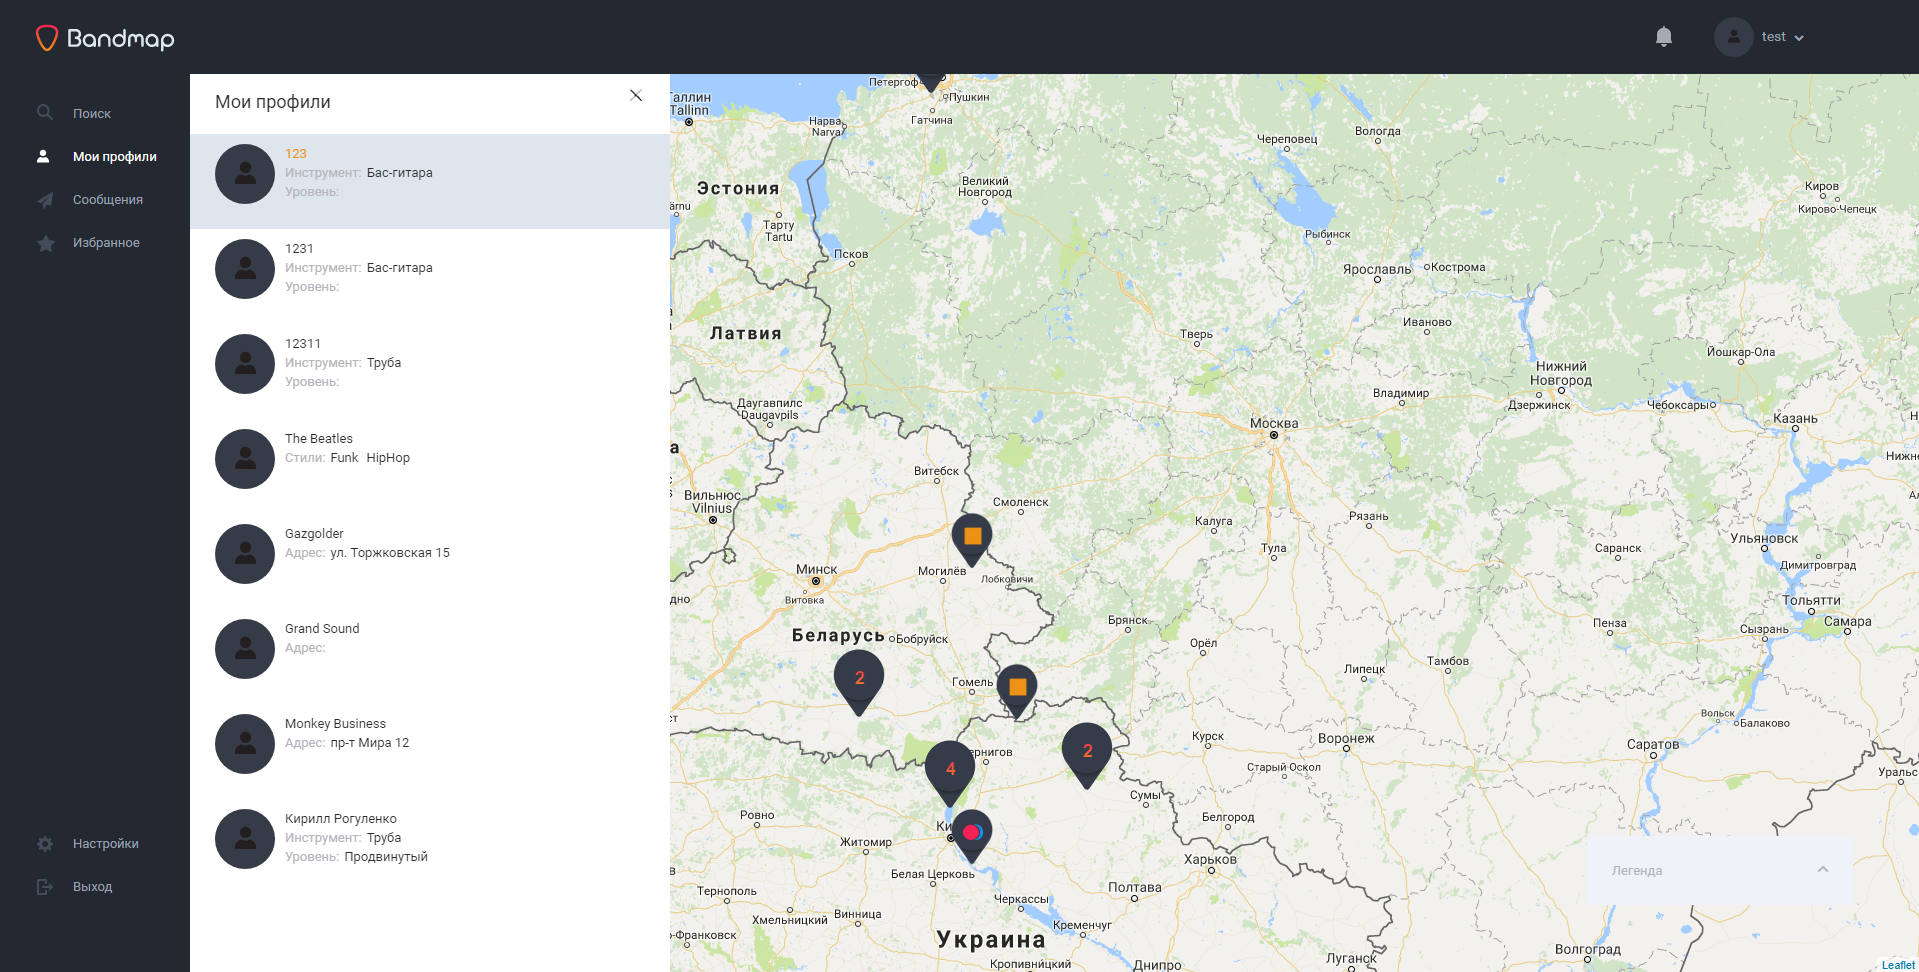 Bandmap
test
Поиск
Мои профили
Сообщения
Избранное
Настройки
Выход
Мои профили
123
Инструмент: Бас-гитара
Уровень:
1231
Инструмент: Бас-гитара
Уровень:
12311
Инструмент: Труба
Уровень:
The Beatles
Стили: Funk HipHop
Gazgolder
Адрес: ул. Торжковская 15
Grand Sound
Адрес:
Monkey Business
Адрес: пр-т Мира 12
Кирилл Рогуленко
Инструмент: Труба
Уровень: Продвинутый
Петергоф
Пушкин
Гатчина
Таллин
Tallinn
Нарва
Narva
Череповец
Вологда
Эстония
Великий
Новгород
Киров
Кирово-Чепецк
ärnu
Тарту
Tartu
Рыбинск
Псков
Ярославль
Кострома
Латвия
Тверь
Иваново
Йошкар-Ола
Нижний
Новгород
Даугавпилс
Daugavpils
Владимир
Дзержинск
Чебоксары
Казань
Н
Москва
а
Нижне
Витебск
Вильнюс
Vilnius
Смоленск
Калуга
Рязань
Тула
Саранск
Ульяновск
Димитровград
Минск
Могилёв
Лобковичи
Витовка
дно
Тольятти
Беларусь
Бобруйск
Брянск
Орёл
Пенза
Сызрань
Самара
Липецк
Тамбов
2
Гомель
ст
Вольск
Балаково
Курск
Воронеж
Саратов
2
ернигов
4
Старый Оскол
Уральс
Сумы
Ровно
Ки
Белгород
Житомир
Харьков
Белая Церковь
Легенда
Тернополь
Полтава
Черкассы
Хмельницкий
Винница
Кременчуг
-Франковск
Украина
Волгоград
Кропивницкий
Днипро
Луганск
Leaflet